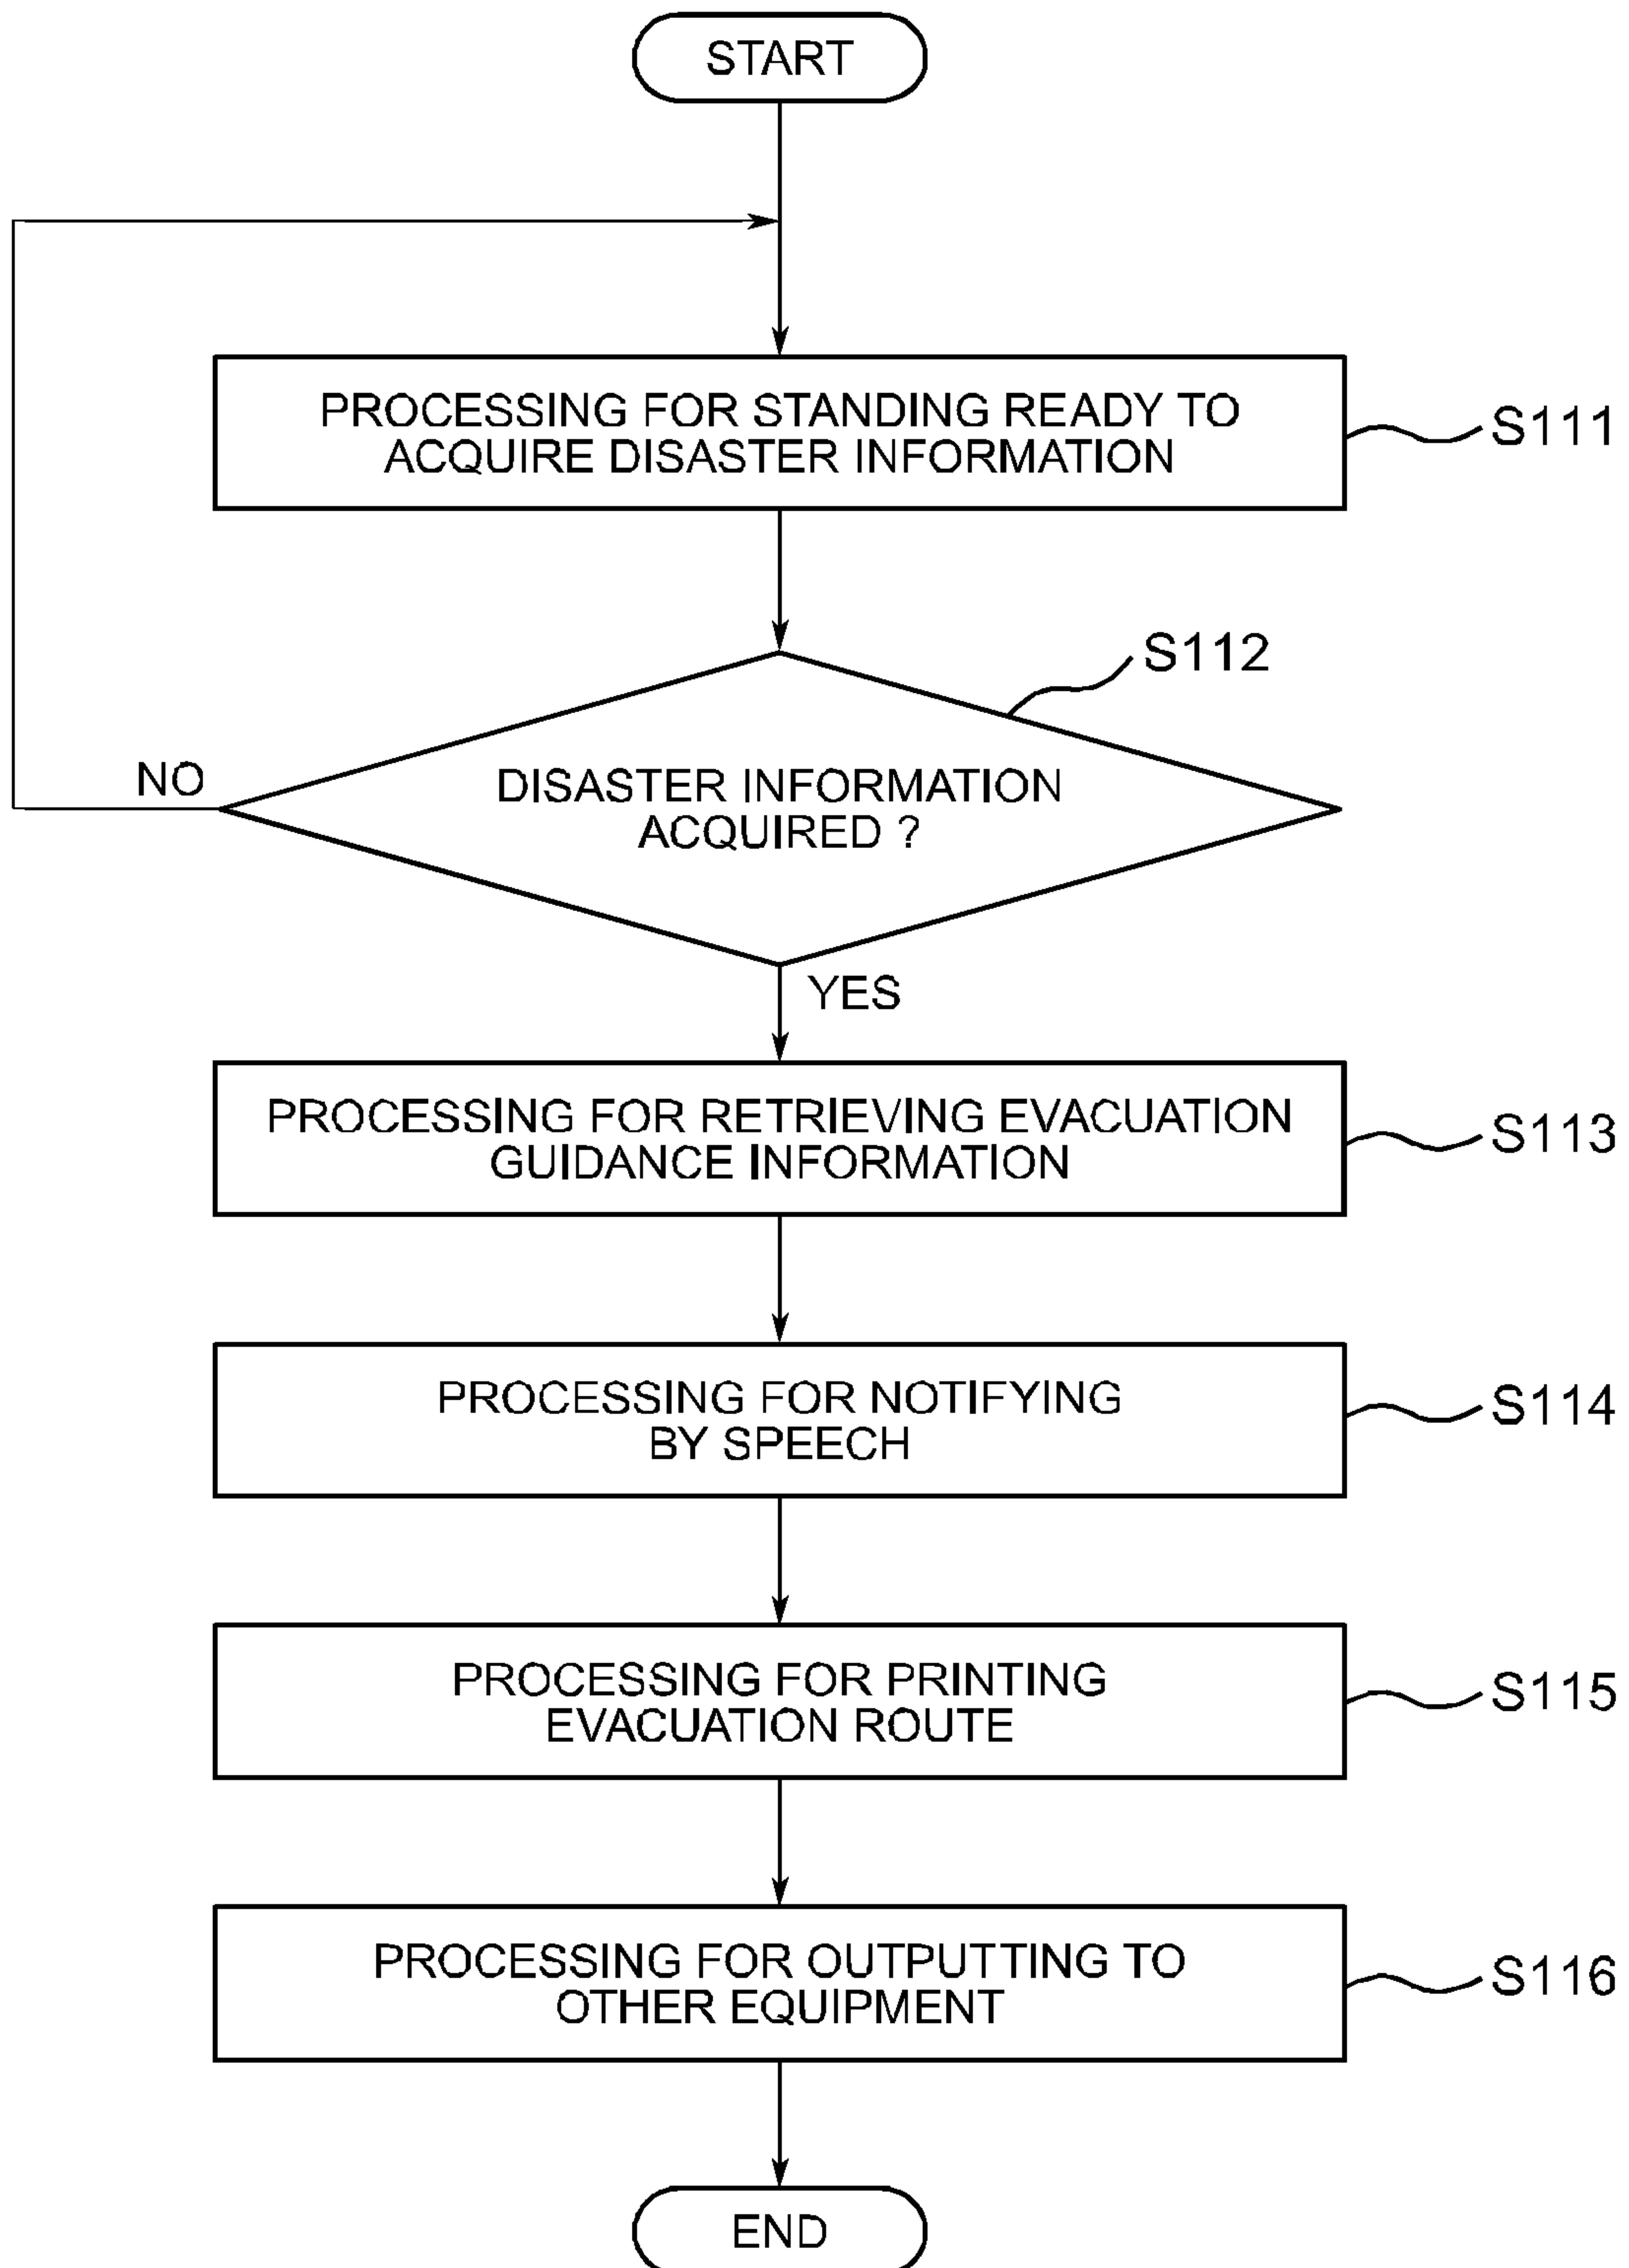 START
PROCESSING FOR STANDING READY TO
ACQUIRE DISASTER INFORMATION
S111
S112
NO
DISASTER INFORMATION
ACQUIRED ?
YES
PROCESSING FOR RETRIEVING EVACUATION
GUIDANCE INFORMATION
S113
PROCESSING FOR NOTIFYING
BY SPEECH
S114
PROCESSING FOR PRINTING
EVACUATION ROUTE
S115
PROCESSING FOR OUTPUTTING TO
OTHER EQUIPMENT
S116
END